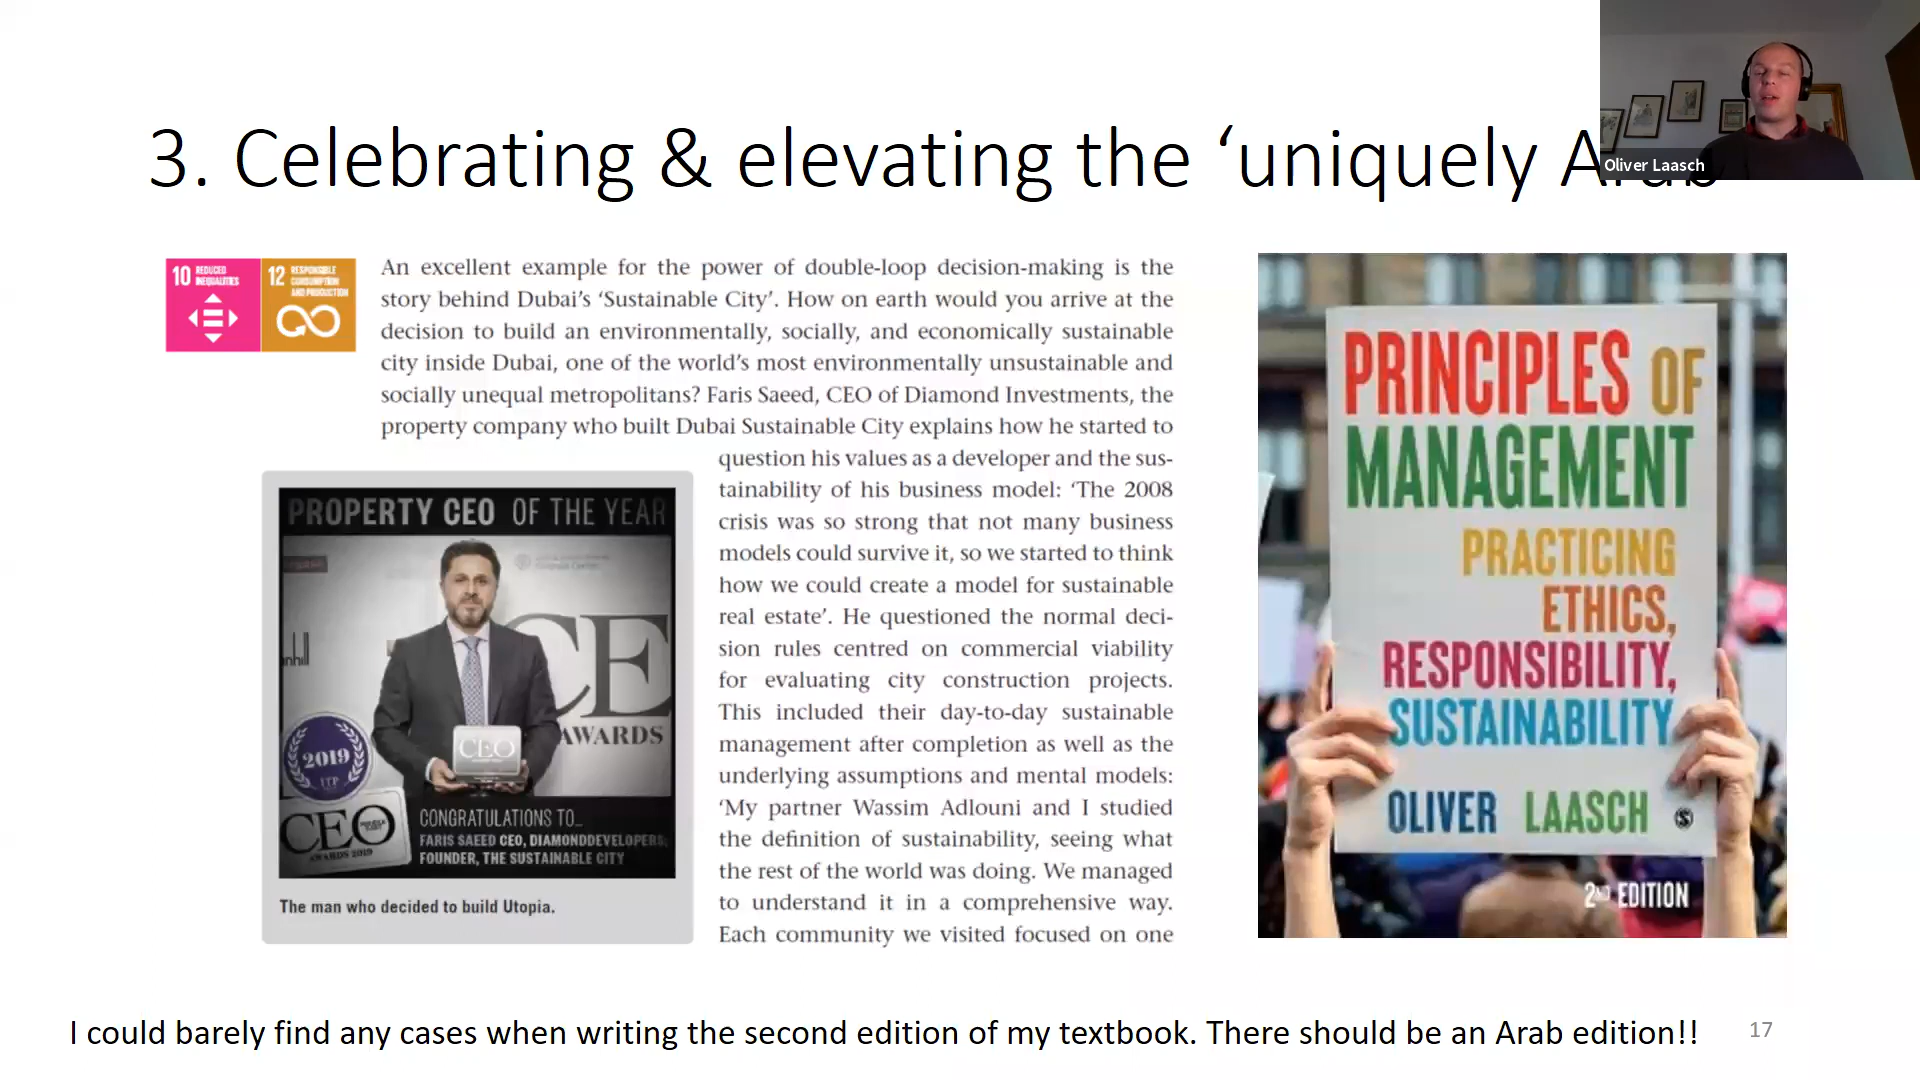 3. Celebrating & elevating the ‘uniquely Arab’
Oliver Laasch
10 REDUCED
INEQUALITIES
12 RESPONSIBLE
CONSUMPTION
AND PRODUCTION
An excellent example for the power of double-loop decision-making is the
story behind Dubai’s ‘Sustainable City’. How on earth would you arrive at the
decision to build an environmentally, socially, and economically sustainable
city inside Dubai, one of the world’s most environmentally unsustainable and
socially unequal metropolitans? Faris Saeed, CEO of Diamond Investments, the
property company who built Dubai Sustainable City explains how he started to
question his values as a developer and the sus-
tainability of his business model: ‘The 2008
crisis was so strong that not many business
models could survive it, so we started to think
how we could create a model for sustainable
real estate’. He questioned the normal deci-
sion rules centred on commercial viability
for evaluating city construction projects.
This included their day-to-day sustainable
management after completion as well as the
underlying assumptions and mental models:
‘My partner Wassim Adlouni and I studied
the definition of sustainability, seeing what
the rest of the world was doing. We managed
to understand it in a comprehensive way.
Each community we visited focused on one
PROPERTY CEO OF THE YEAR
CE
AWARDS
CEO
2019
ITP
CEO
AWARDS 2019
CONGRATULATIONS TO...
FARIS SAEED CEO, DIAMONDDEVELOPERS,
FOUNDER, THE SUSTAINABLE CITY
The man who decided to build Utopia.
PRINCIPLES OF
MANAGEMENT
PRACTICING
ETHICS,
RESPONSIBILITY,
SUSTAINABILITY
OLIVER LAASCH
2ND EDITION
I could barely find any cases when writing the second edition of my textbook. There should be an Arab edition!!
17